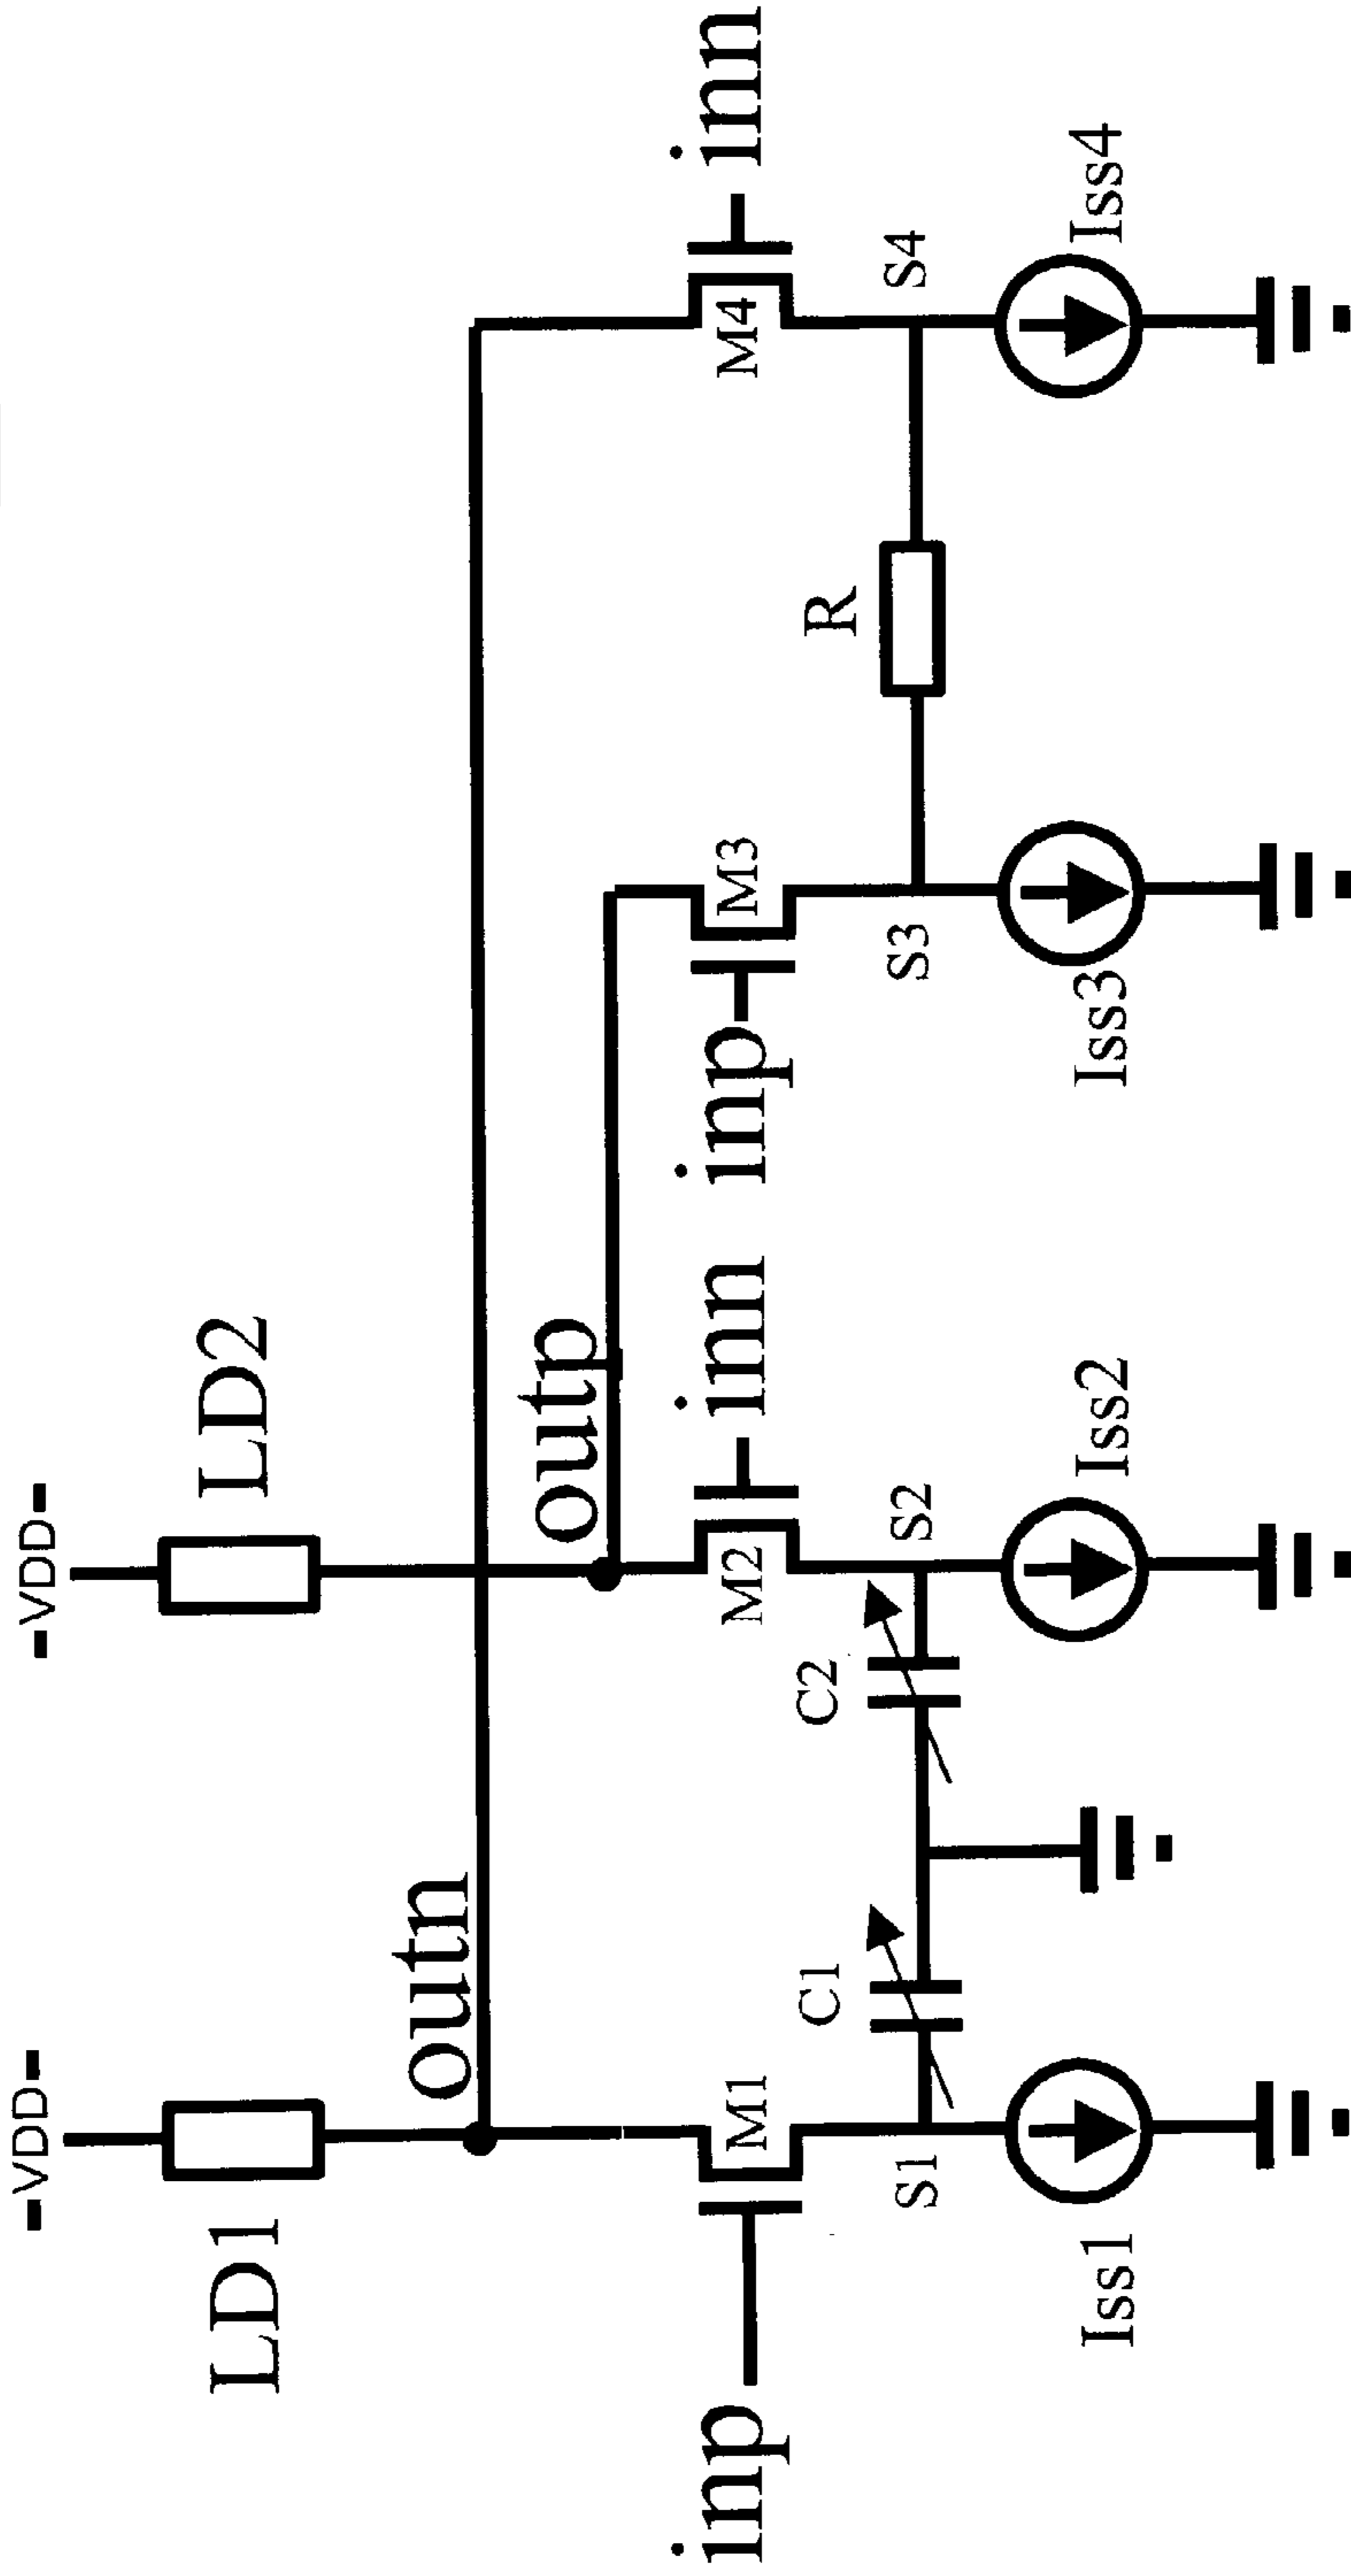 -VDD-
-VDD-
LD1
LD2
outn
outp
inp
M1
M2
inn
inp
M3
M4
inn
S1
C1
C2
S2
S3
R
S4
Iss1
Iss2
Iss3
Iss4